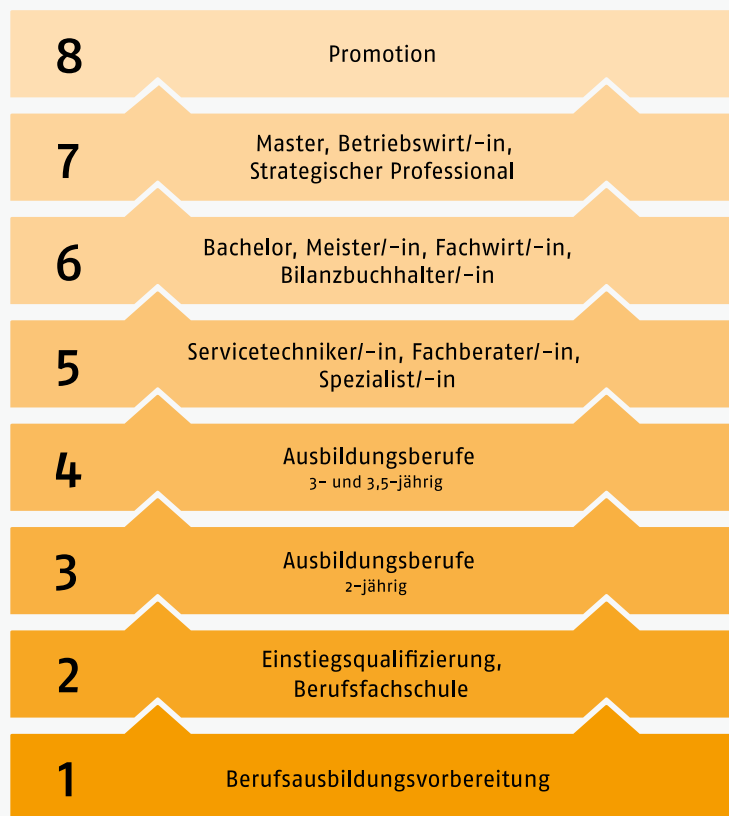 8
Promotion
7
Master, Betriebswirt/-in,
Strategischer Professional
6
Bachelor, Meister/-in, Fachwirt/-in,
Bilanzbuchhalter/-in
5
Servicetechniker/-in, Fachberater/-in,
Spezialist/-in
4
Ausbildungsberufe
3- und 3,5-jährig
3
Ausbildungsberufe
2-jährig
2
Einstiegsqualifizierung,
Berufsfachschule
1
Berufsausbildungsvorbereitung